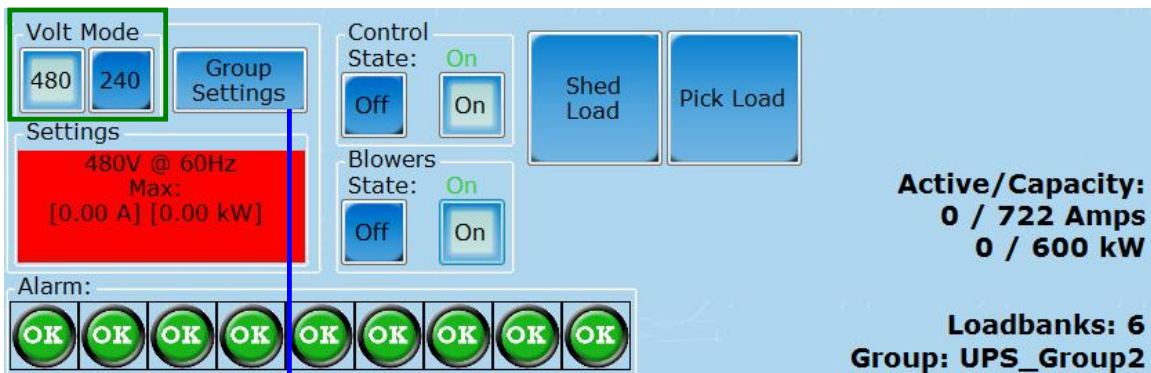 Volt Mode
480 240
Group
Settings
Settings
480V @ 60Hz
Max:
[0.00 A] [0.00 kW]
Control
State: On
Off On
Blowers
State: On
Off On
Shed
Load
Pick Load
Active/Capacity:
0 / 722 Amps
0 / 600 kW
Alarm:
OK OK OK OK OK OK OK OK OK
Loadbanks: 6
Group: UPS_Group2